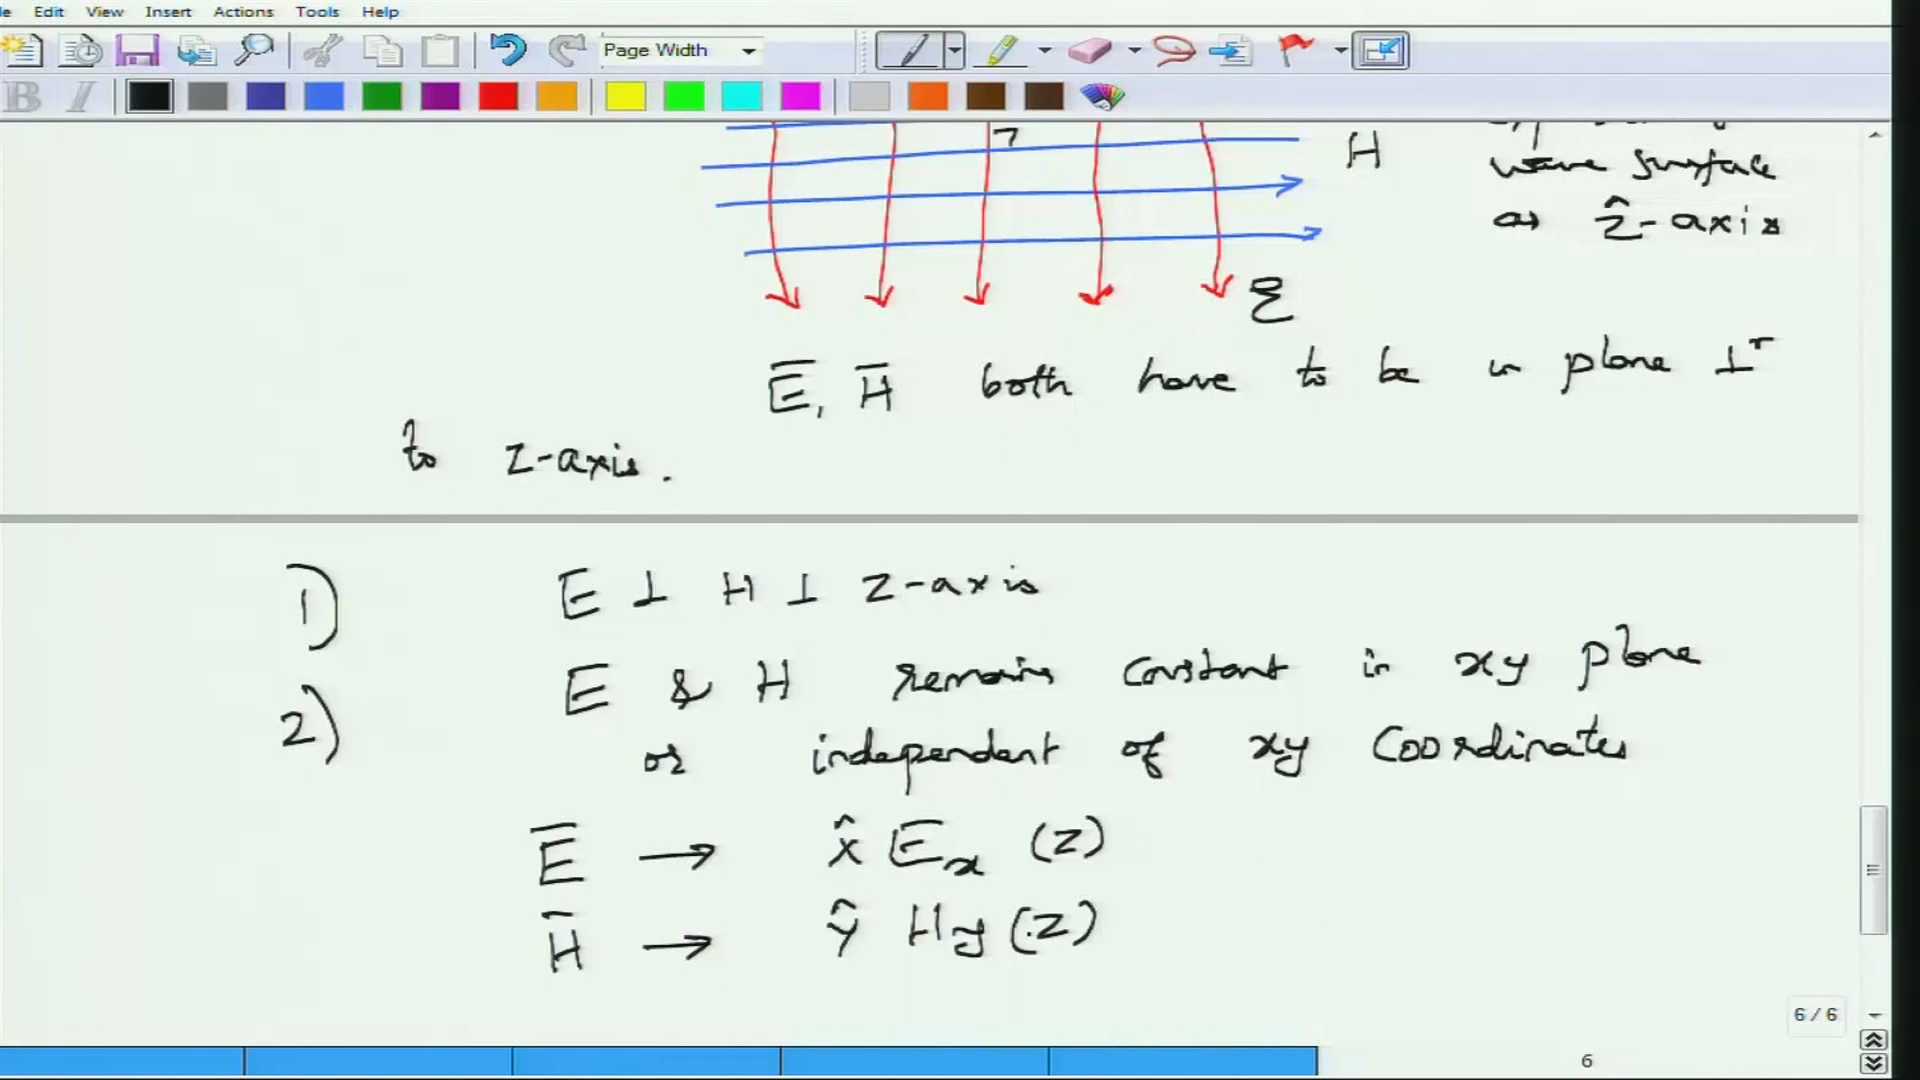 Edit View Insert Actions Tools Help
Page Width
B I
H
wave surface
as ẑ-axis
E
E̅, H̅ both have to be in plane ⊥r
to z-axis.
1) E ⊥ H ⊥ z-axis
2) E & H remains constant in xy plane
or independent of xy coordinates
E̅ → x̂ Ex (z)
H̅ → ŷ Hy (z)
6 / 6
6